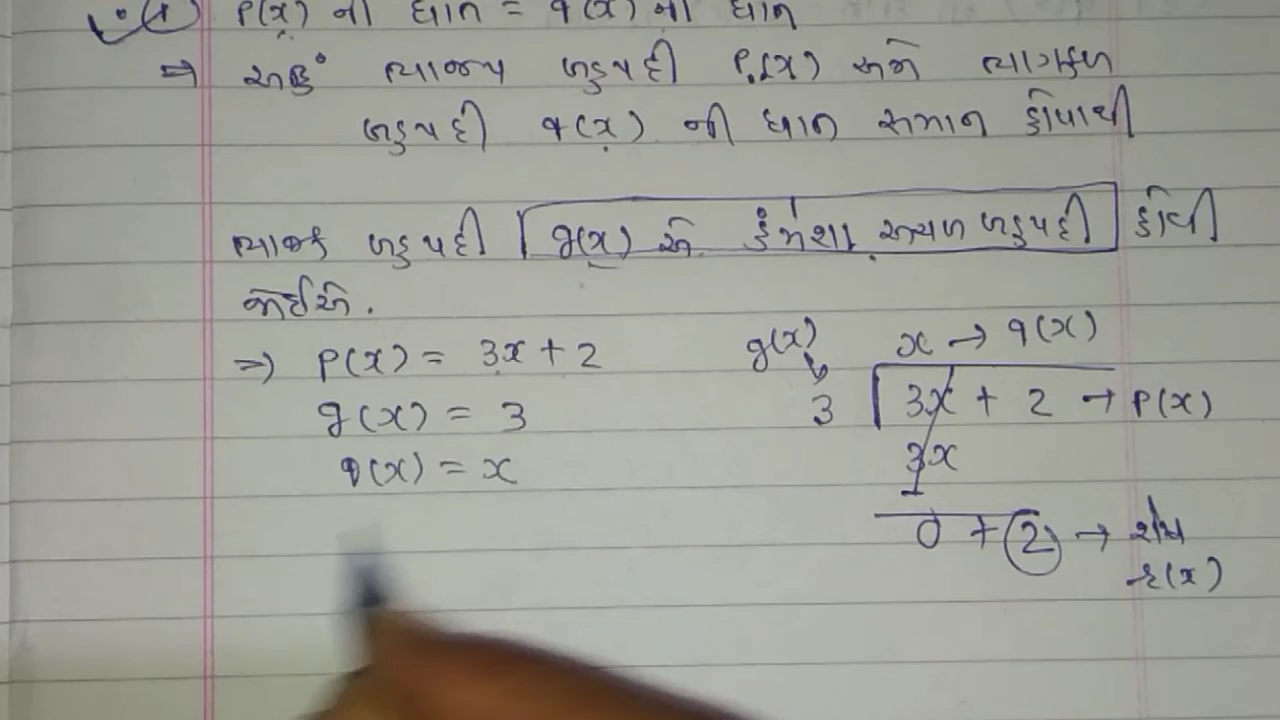 (1) P(x) ની ઘાત = q(x) ની ઘાત
⇒ અહીં ભાજ્ય બહુપદી P(x) અને ભાગફળ
બહુપદી q(x) ની ઘાત સમાન હોવાથી
ભાજક બહુપદી g(x) એ હંમેશા અચળ બહુપદી હોવી
જોઈએ.
⇒ P(x) = 3x + 2
g(x) = 3
q(x) = x
g(x)
x → q(x)
3 3x + 2 → P(x)
3x
0 + 2 → શેષ
r(x)